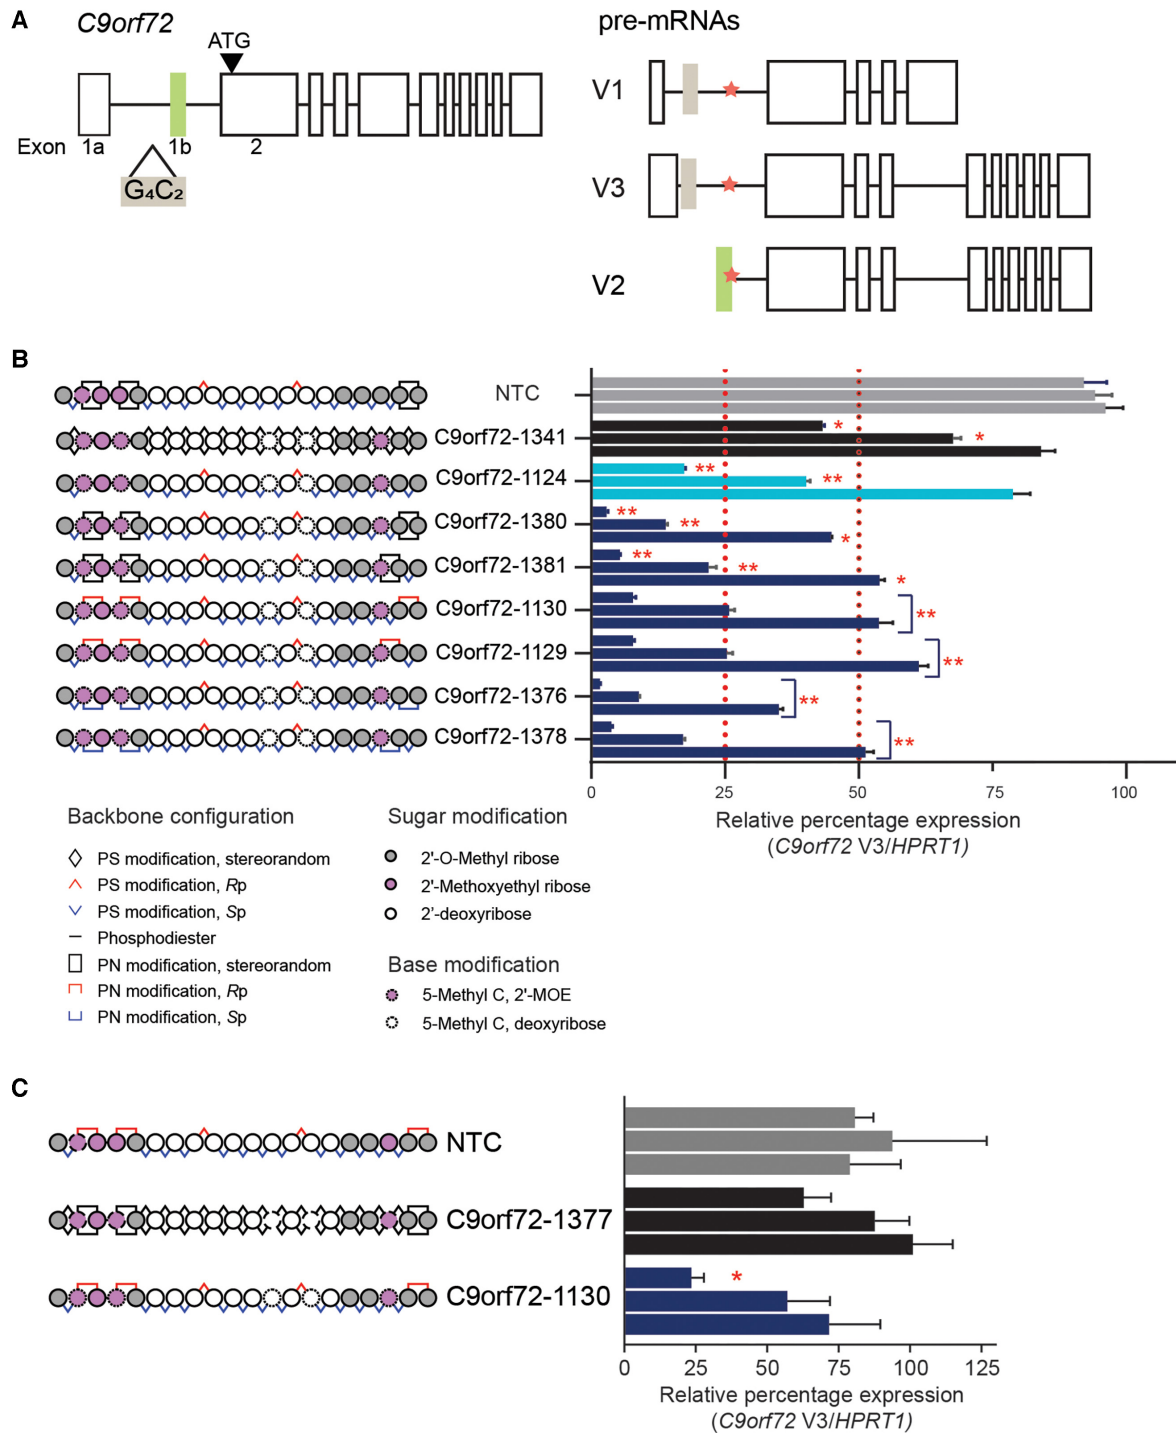 A
C9orf72
ATG
Exon 1a 1b 2
G₄C₂
pre-mRNAs
V1
V3
V2
B
NTC
C9orf72-1341
*
*
C9orf72-1124
**
**
C9orf72-1380
**
**
*
C9orf72-1381
**
**
*
C9orf72-1130
**
C9orf72-1129
**
C9orf72-1376
**
C9orf72-1378
**
0 25 50 75 100
Relative percentage expression
(C9orf72 V3/HPRT1)
Backbone configuration
PS modification, stereorandom
PS modification, Rp
PS modification, Sp
Phosphodiester
PN modification, stereorandom
PN modification, Rp
PN modification, Sp
Sugar modification
2'-O-Methyl ribose
2'-Methoxyethyl ribose
2'-deoxyribose
Base modification
5-Methyl C, 2'-MOE
5-Methyl C, deoxyribose
C
NTC
C9orf72-1377
C9orf72-1130
*
0 25 50 75 100 125
Relative percentage expression
(C9orf72 V3/HPRT1)